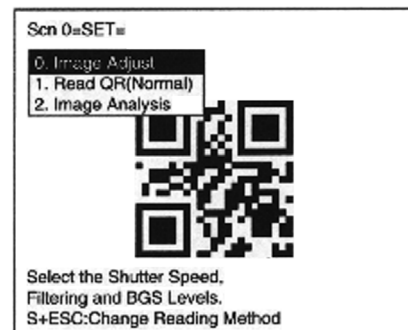 Scn 0=SET=
0. Image Adjust
1. Read QR(Normal)
2. Image Analysis
Select the Shutter Speed,
Filtering and BGS Levels.
S+ESC:Change Reading Method